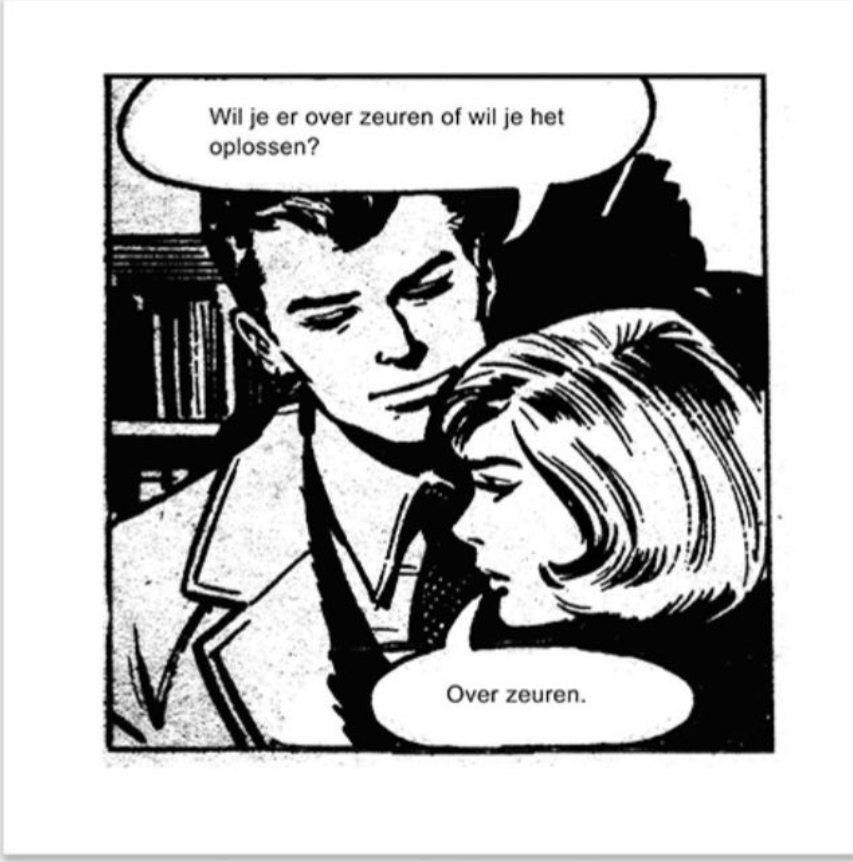 Wil je er over zeuren of wil je het
oplossen?
Over zeuren.